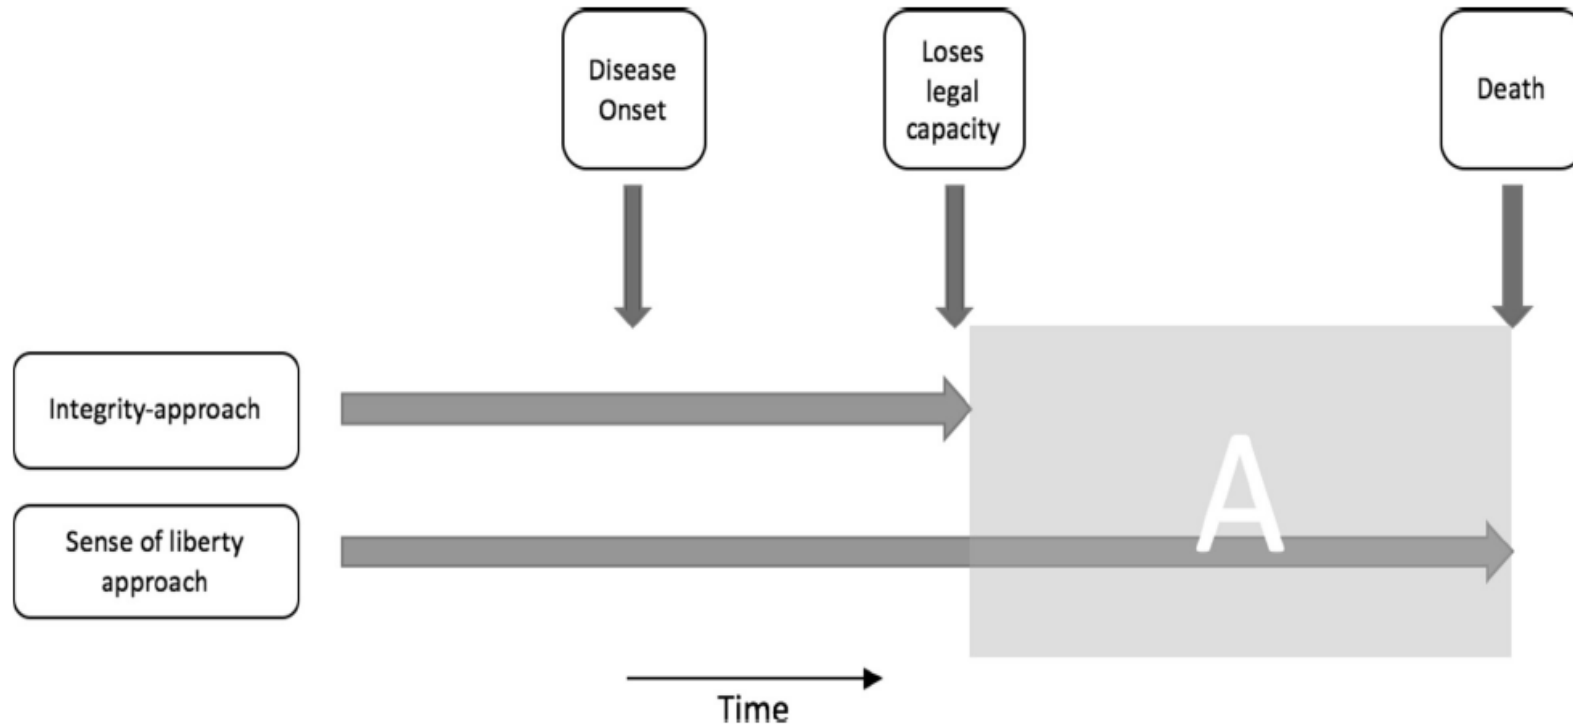 Disease
Onset
Loses
legal
capacity
Death
Integrity-approach
A
Sense of liberty
approach
Time